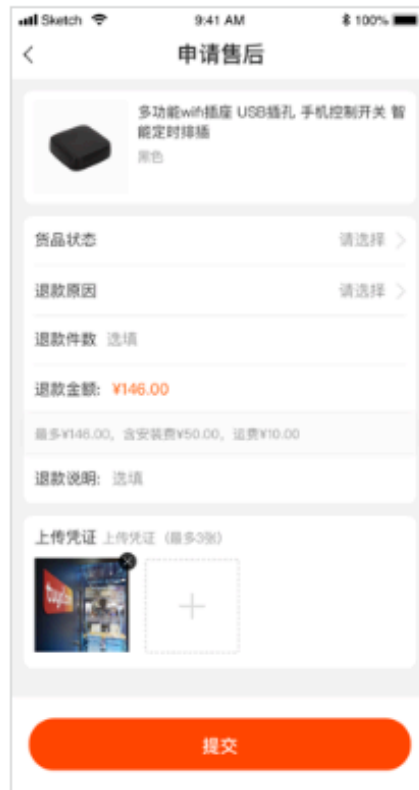 Sketch 9:41 AM 100%
申请售后
多功能wifi插座 USB插孔 手机控制开关 智
能定时排插
黑色
货品状态 请选择
退款原因 请选择
退款件数 选填
退款金额: ¥146.00
最多¥146.00, 含安装费¥50.00, 运费¥10.00
退款说明: 选填
上传凭证 上传凭证 (最多3张)
提交